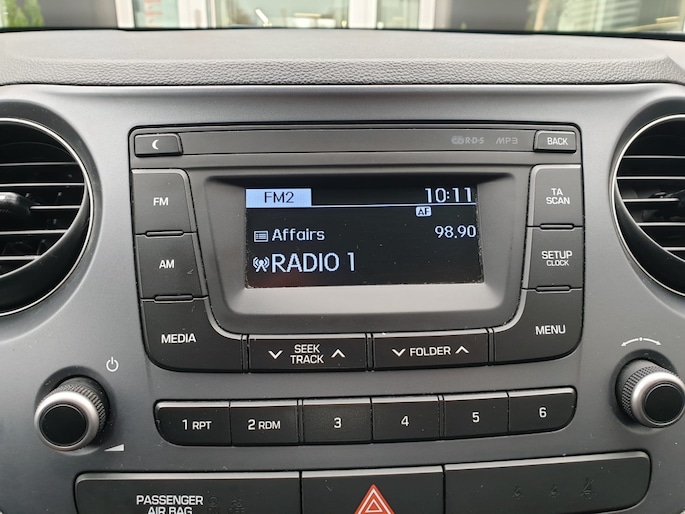 R·D·S MP3 BACK
FM
FM2 10:11
TA
SCAN
AF
Affairs 98.90
RADIO 1
AM
SETUP
CLOCK
MEDIA
SEEK
TRACK
FOLDER
MENU
1 RPT 2 RDM 3 4 5 6
PASSENGER
AIR BAG